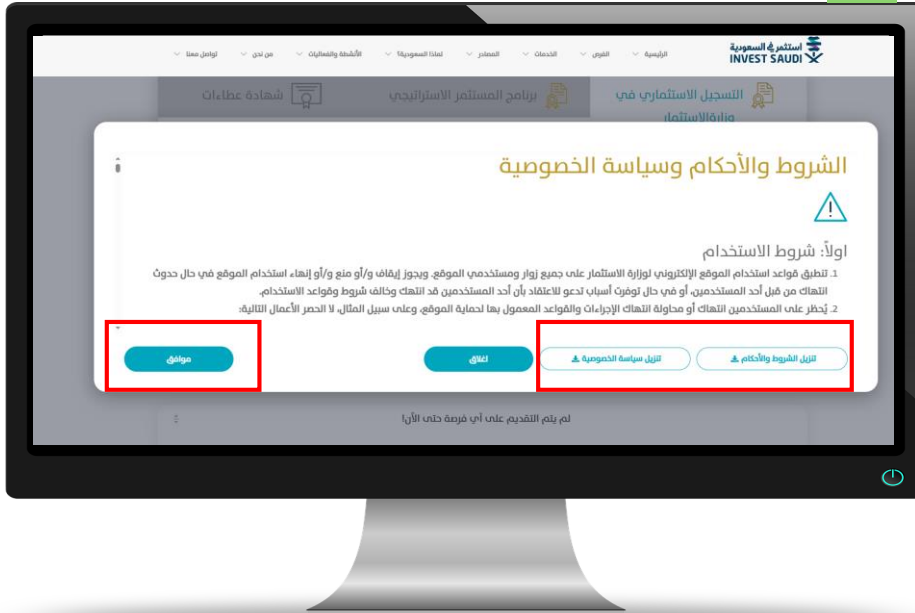 استثمر في السعودية
INVEST SAUDI
الرئيسية
الفرص
الخدمات
المصادر
لماذا السعودية؟
الأنشطة والفعاليات
من نحن
تواصل معنا
التسجيل الاستثماري في
وزارةالاستثمار
برنامج المستثمر الاستراتيجي
شهادة عطاءات
الشروط والأحكام وسياسة الخصوصية
اولاً: شروط الاستخدام
1. تنطبق قواعد استخدام الموقع الإلكتروني لوزارة الاستثمار على جميع زوار ومستخدمي الموقع. ويجوز إيقاف و/أو منع و/أو إنهاء استخدام الموقع في حال حدوث
انتهاك من قبل أحد المستخدمين، أو في حال توفرت أسباب تدعو للاعتقاد بأن أحد المستخدمين قد انتهك وخالف شروط وقواعد الاستخدام.
2. يُحظر على المستخدمين انتهاك أو محاولة انتهاك الإجراءات والقواعد المعمول بها لحماية الموقع، وعلى سبيل المثال، لا الحصر الأعمال التالية:
تنزيل الشروط والأحكام
تنزيل سياسة الخصوصية
اغلاق
موافق
لم يتم التقديم على أي فرصة حتى الأن!